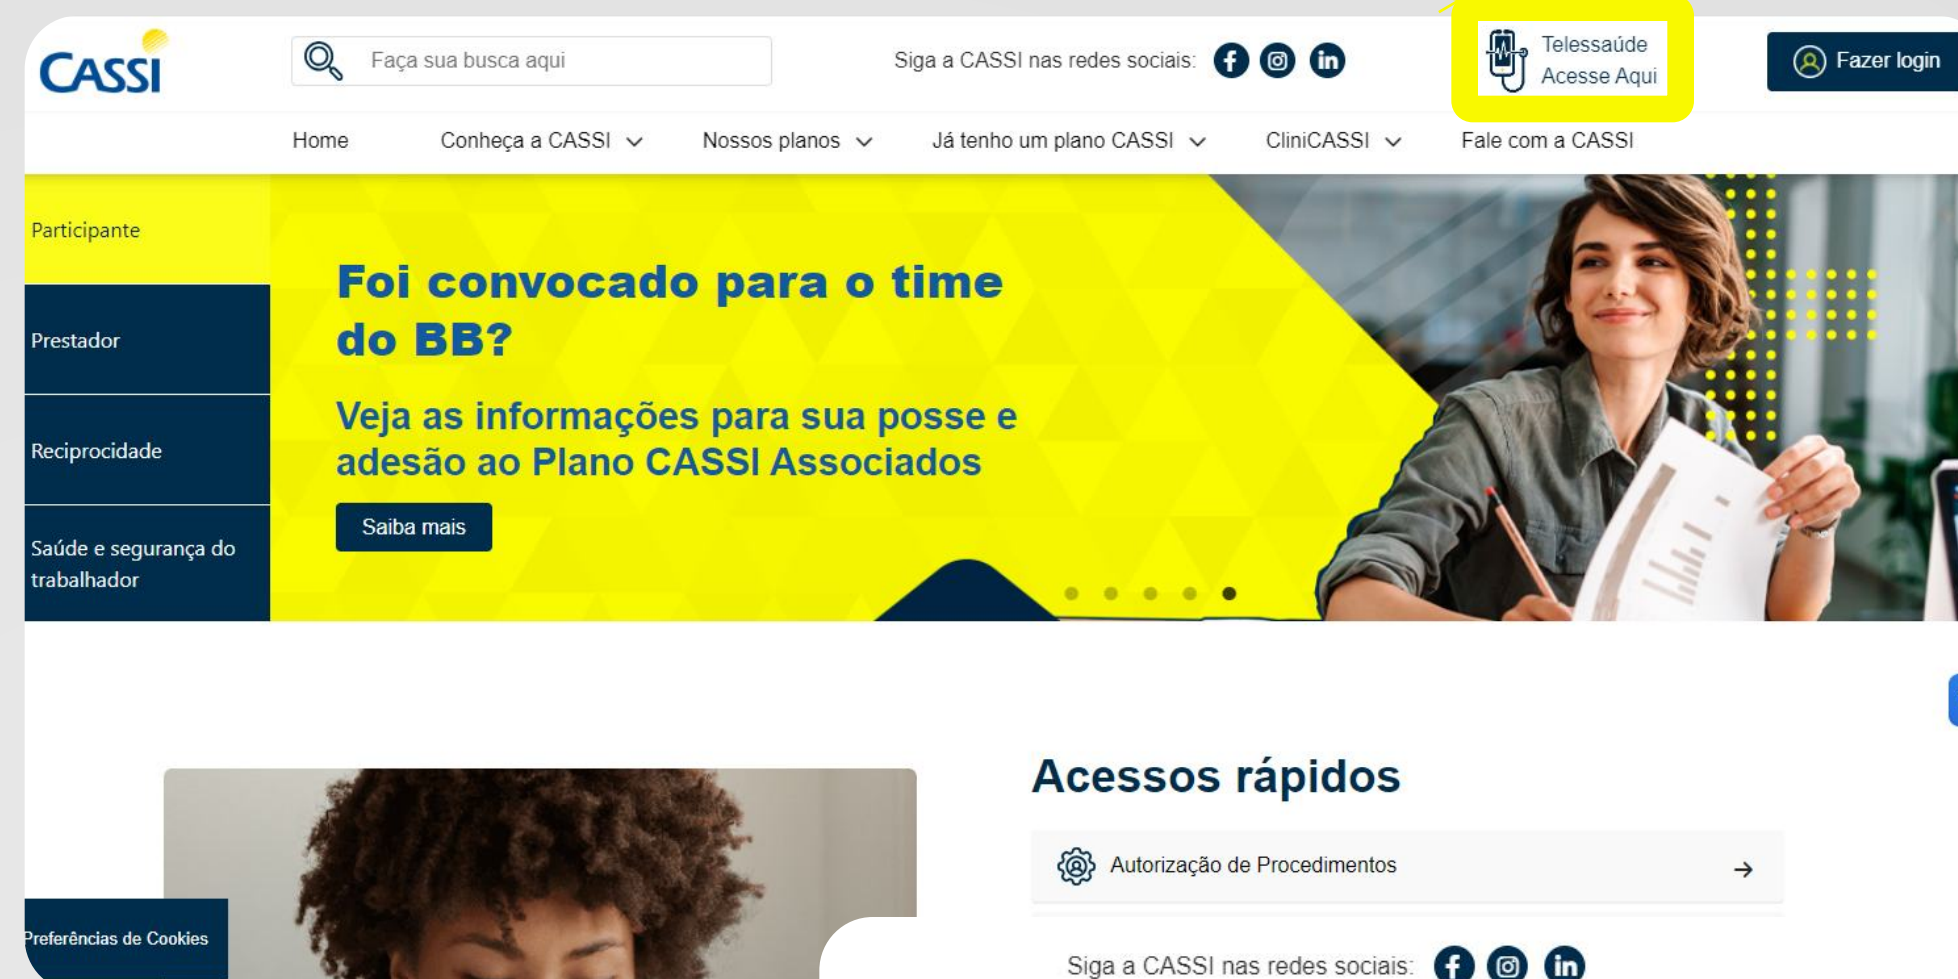 CASSI
Faça sua busca aqui
Siga a CASSI nas redes sociais:
Telessaúde
Acesse Aqui
Fazer login
Home
Conheça a CASSI
Nossos planos
Já tenho um plano CASSI
CliniCASSI
Fale com a CASSI
Participante
Prestador
Reciprocidade
Saúde e segurança do
trabalhador
Foi convocado para o time
do BB?
Veja as informações para sua posse e
adesão ao Plano CASSI Associados
Saiba mais
Acessos rápidos
Autorização de Procedimentos
Preferências de Cookies
Siga a CASSI nas redes sociais: